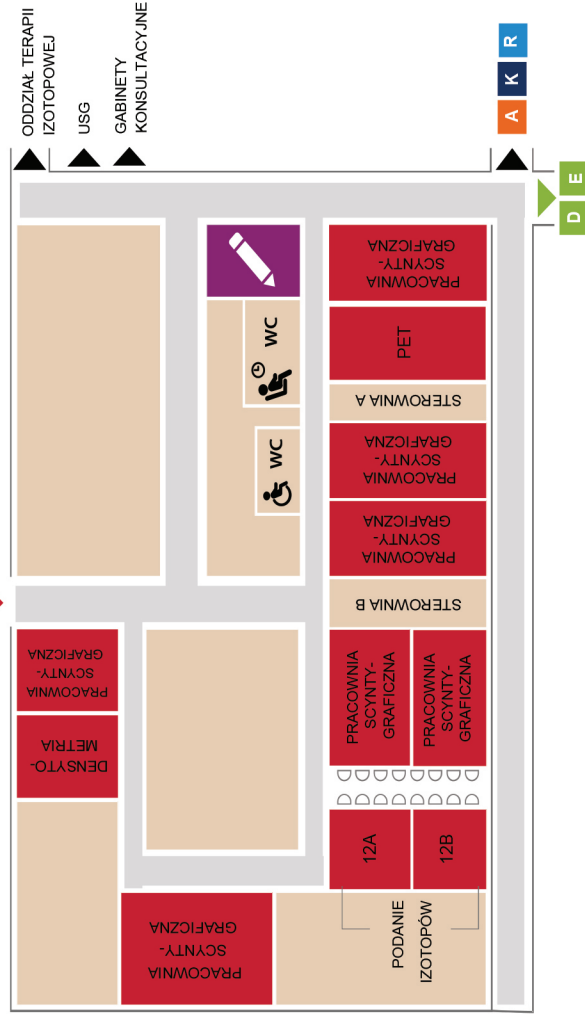 ODDZIAŁ TERAPII
IZOTOPOWEJ
USG
GABINETY
KONSULTACYJNE
A
K
R
D
E
WC
WC
PRACOWNIA
SCYNTY-
GRAFICZNA
PET
STEROWNIA A
PRACOWNIA
SCYNTY-
GRAFICZNA
PRACOWNIA
SCYNTY-
GRAFICZNA
STEROWNIA B
PRACOWNIA
SCYNTY-
GRAFICZNA
PRACOWNIA
SCYNTY-
GRAFICZNA
PRACOWNIA
SCYNTY-
GRAFICZNA
DENSYTO-
METRIA
12A
12B
PODANIE
IZOTOPÓW
PRACOWNIA
SCYNTY-
GRAFICZNA